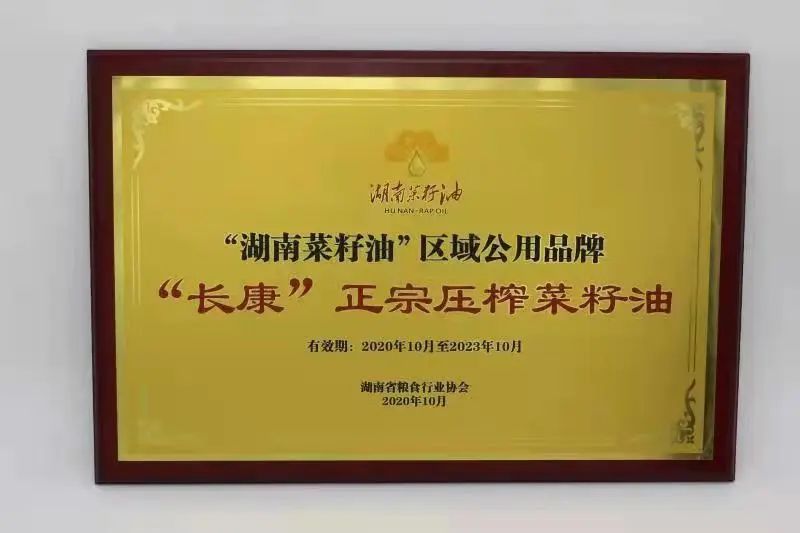 湖南菜籽油
HUNAN-RAP OIL
“湖南菜籽油”区域公用品牌
“长康”正宗压榨菜籽油
有效期：2020年10月至2023年10月
湖南省粮食行业协会
2020年10月